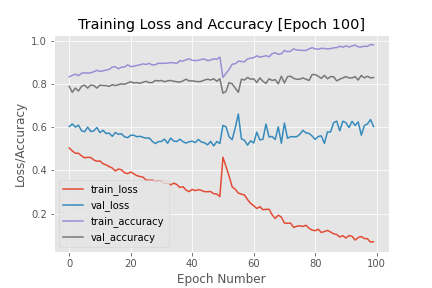 Training Loss and Accuracy [Epoch 100]
1.0
0.8
0.6
0.4
0.2
Loss/Accuracy
train_loss
val_loss
train_accuracy
val_accuracy
0 20 40 60 80 100
Epoch Number